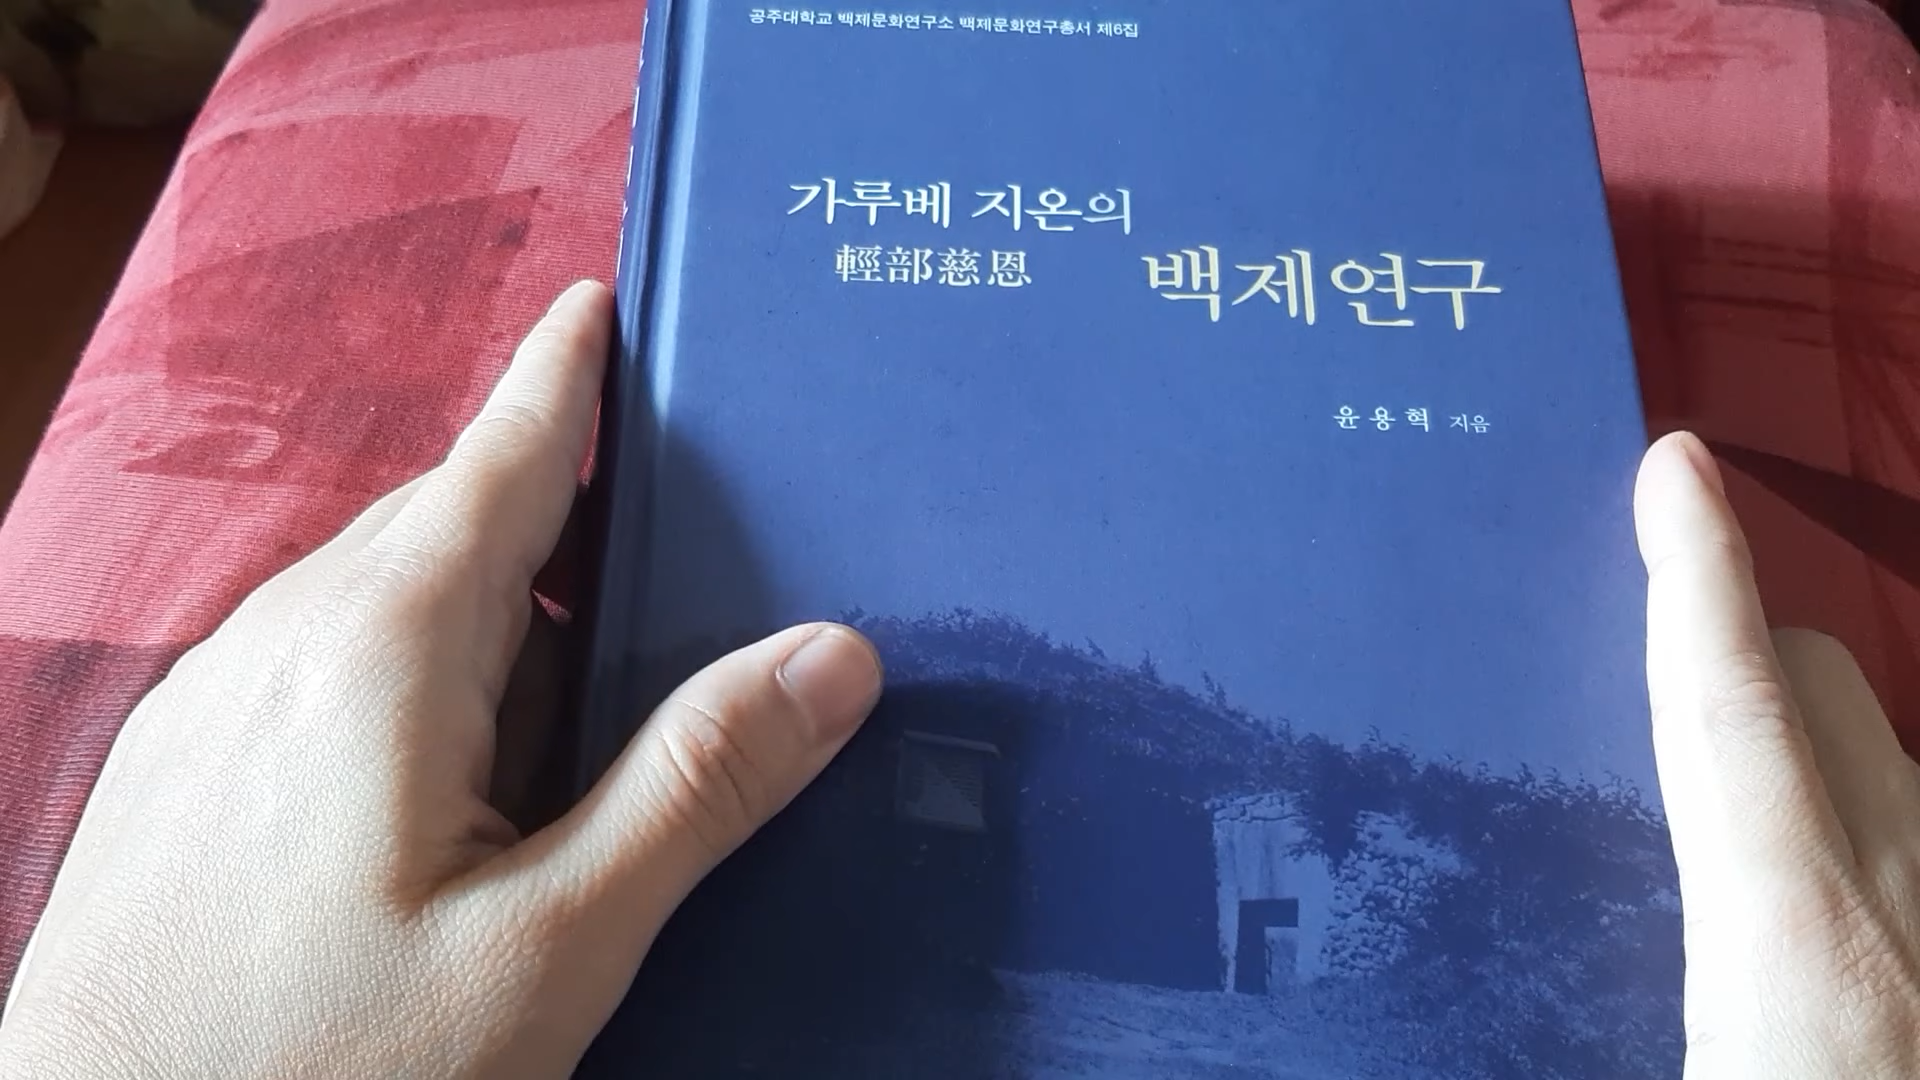 공주대학교 백제문화연구소 백제문화연구총서 제6집
가루베 지온의
輕部慈恩
백제연구
윤용혁 지음